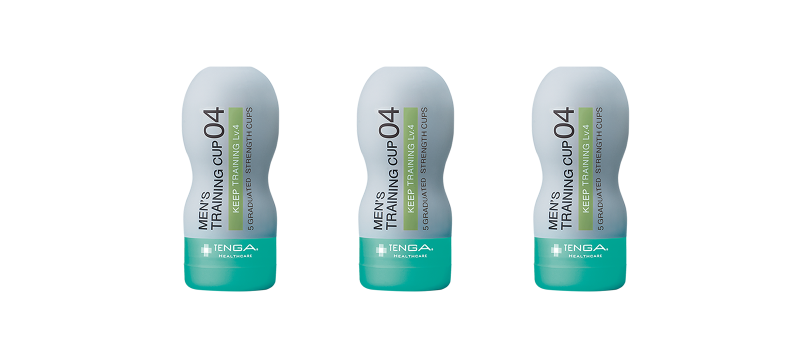 MEN'S
TRAINING CUP 04
KEEP TRAINING Lv.4
5 GRADUATED STRENGTH CUPS
TENGA
HEALTHCARE
MEN'S
TRAINING CUP 04
KEEP TRAINING Lv.4
5 GRADUATED STRENGTH CUPS
TENGA
HEALTHCARE
MEN'S
TRAINING CUP 04
KEEP TRAINING Lv.4
5 GRADUATED STRENGTH CUPS
TENGA
HEALTHCARE